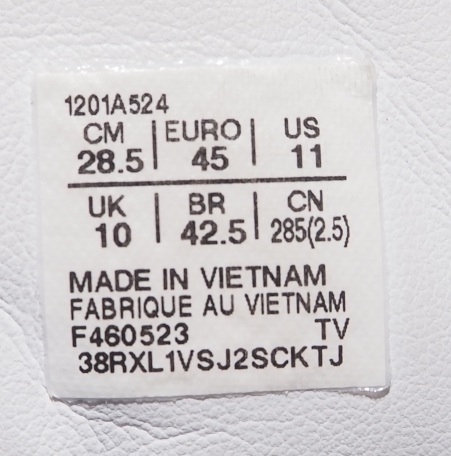 1201A524
CM | EURO | US
28.5 | 45 | 11
UK | BR | CN
10 | 42.5 | 285(2.5)
MADE IN VIETNAM
FABRIQUE AU VIETNAM
F460523 TV
38RXL1VSJ2SCKTJ